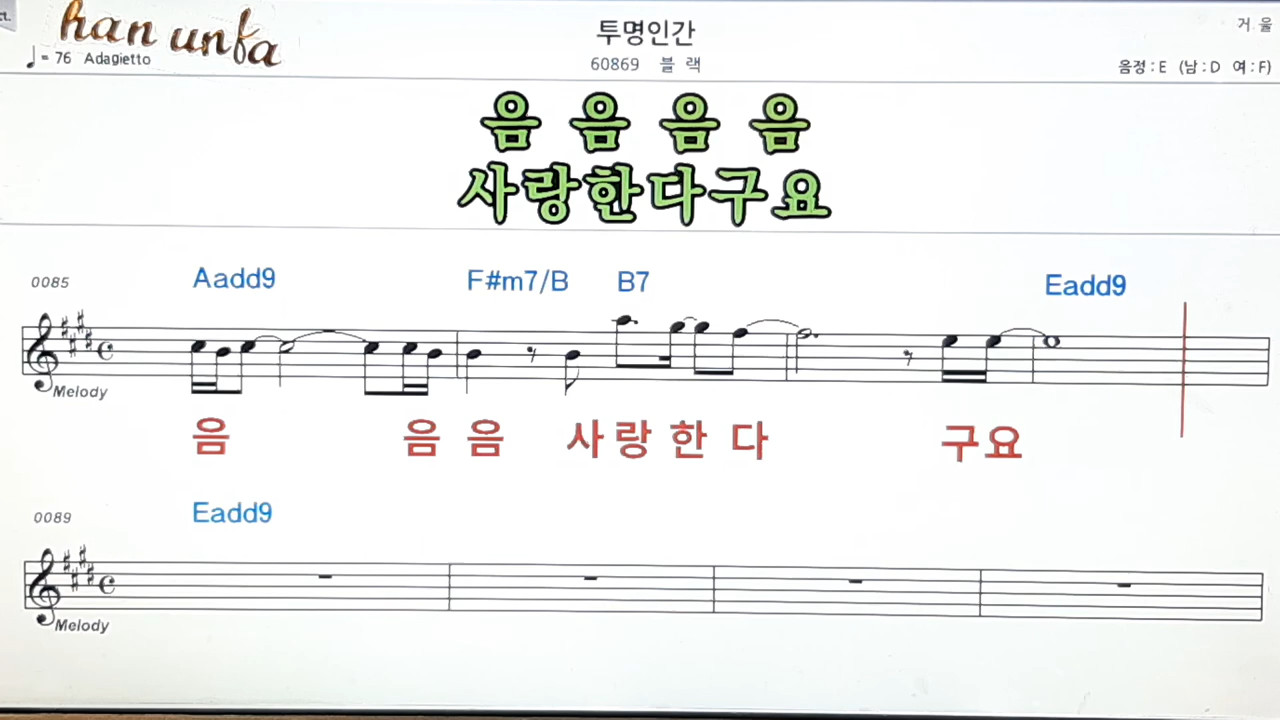 ct.
han unfa
♩= 76 Adagietto
투명인간
60869 블 랙
거 울
음정 : E (남 : D 여 : F)
음 음 음 음
사랑한다구요
0085
Aadd9 F#m7/B B7 Eadd9
Melody
음 음 음 사 랑 한 다 구요
0089
Eadd9
Melody